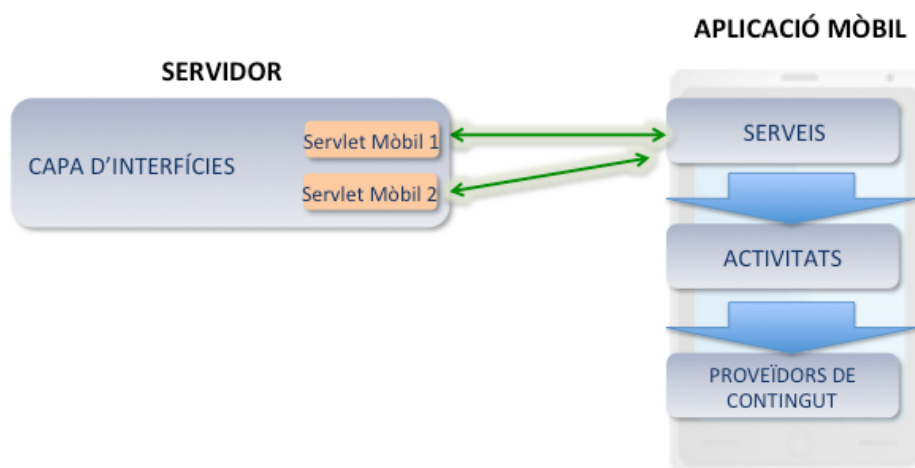 APLICACIÓ MÒBIL
SERVIDOR
CAPA D'INTERFÍCIES
Servlet Mòbil 1
Servlet Mòbil 2
SERVEIS
ACTIVITATS
PROVEÏDORS DE
CONTINGUT